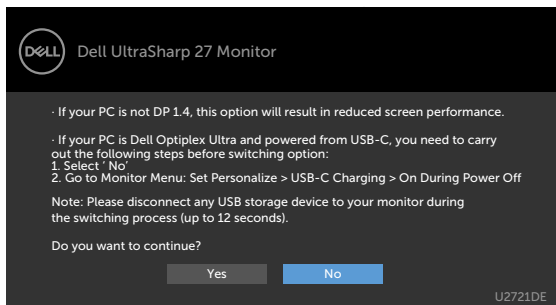 DELL
Dell UltraSharp 27 Monitor
· If your PC is not DP 1.4, this option will result in reduced screen performance.
· If your PC is Dell Optiplex Ultra and powered from USB-C, you need to carry
out the following steps before switching option:
1. Select ‘ No’
2. Go to Monitor Menu: Set Personalize > USB-C Charging > On During Power Off
Note: Please disconnect any USB storage device to your monitor during
the switching process (up to 12 seconds).
Do you want to continue?
Yes No
U2721DE